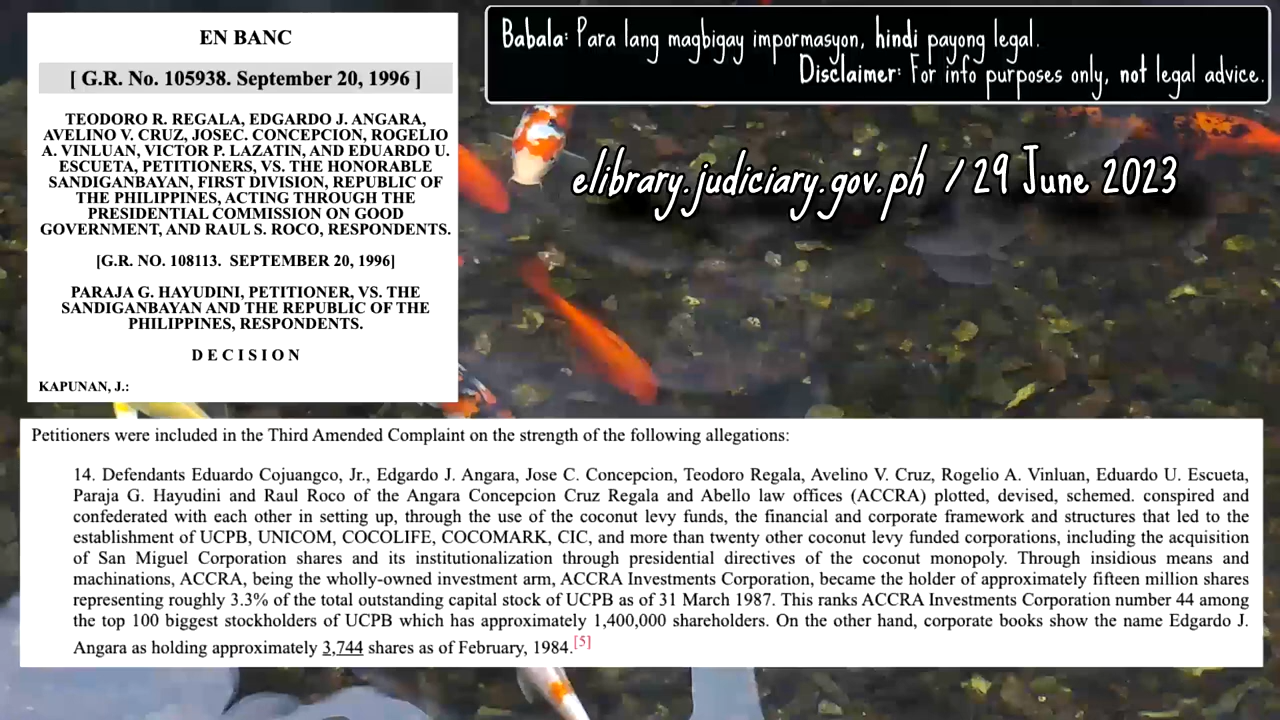 EN BANC
[ G.R. No. 105938. September 20, 1996 ]
TEODORO R. REGALA, EDGARDO J. ANGARA,
AVELINO V. CRUZ, JOSEC. CONCEPCION, ROGELIO
A. VINLUAN, VICTOR P. LAZATIN, AND EDUARDO U.
ESCUETA, PETITIONERS, VS. THE HONORABLE
SANDIGANBAYAN, FIRST DIVISION, REPUBLIC OF
THE PHILIPPINES, ACTING THROUGH THE
PRESIDENTIAL COMMISSION ON GOOD
GOVERNMENT, AND RAUL S. ROCO, RESPONDENTS.
[G.R. NO. 108113. SEPTEMBER 20, 1996]
PARAJA G. HAYUDINI, PETITIONER, VS. THE
SANDIGANBAYAN AND THE REPUBLIC OF THE
PHILIPPINES, RESPONDENTS.
D E C I S I O N
KAPUNAN, J.:
Babala: Para lang magbigay impormasyon, hindi payong legal.
Disclaimer: For info purposes only, not legal advice.
elibrary.judiciary.gov.ph / 29 June 2023
Petitioners were included in the Third Amended Complaint on the strength of the following allegations:
14. Defendants Eduardo Cojuangco, Jr., Edgardo J. Angara, Jose C. Concepcion, Teodoro Regala, Avelino V. Cruz, Rogelio A. Vinluan, Eduardo U. Escueta,
Paraja G. Hayudini and Raul Roco of the Angara Concepcion Cruz Regala and Abello law offices (ACCRA) plotted, devised, schemed. conspired and
confederated with each other in setting up, through the use of the coconut levy funds, the financial and corporate framework and structures that led to the
establishment of UCPB, UNICOM, COCOLIFE, COCOMARK, CIC, and more than twenty other coconut levy funded corporations, including the acquisition
of San Miguel Corporation shares and its institutionalization through presidential directives of the coconut monopoly. Through insidious means and
machinations, ACCRA, being the wholly-owned investment arm, ACCRA Investments Corporation, became the holder of approximately fifteen million shares
representing roughly 3.3% of the total outstanding capital stock of UCPB as of 31 March 1987. This ranks ACCRA Investments Corporation number 44 among
the top 100 biggest stockholders of UCPB which has approximately 1,400,000 shareholders. On the other hand, corporate books show the name Edgardo J.
Angara as holding approximately 3,744 shares as of February, 1984.[5]